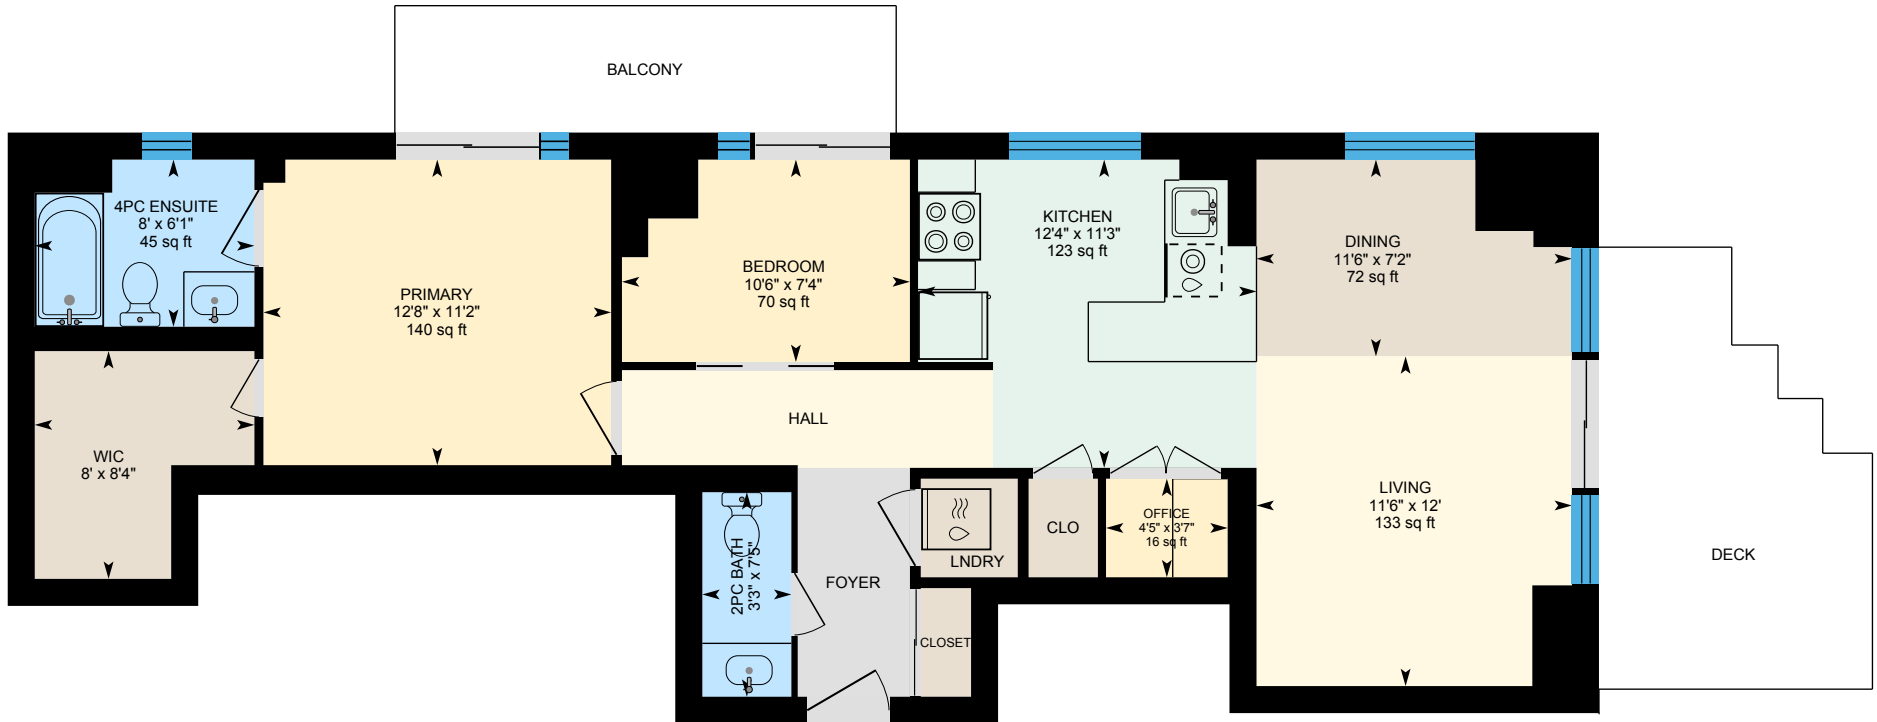 BALCONY
4PC ENSUITE
8' x 6'1"
45 sq ft
PRIMARY
12'8" x 11'2"
140 sq ft
BEDROOM
10'6" x 7'4"
70 sq ft
KITCHEN
12'4" x 11'3"
123 sq ft
DINING
11'6" x 7'2"
72 sq ft
WIC
8' x 8'4"
HALL
LIVING
11'6" x 12'
133 sq ft
OFFICE
4'5" x 3'7"
16 sq ft
CLO
LNDRY
DECK
2PC BATH
3'3" x 7'5"
FOYER
CLOSET